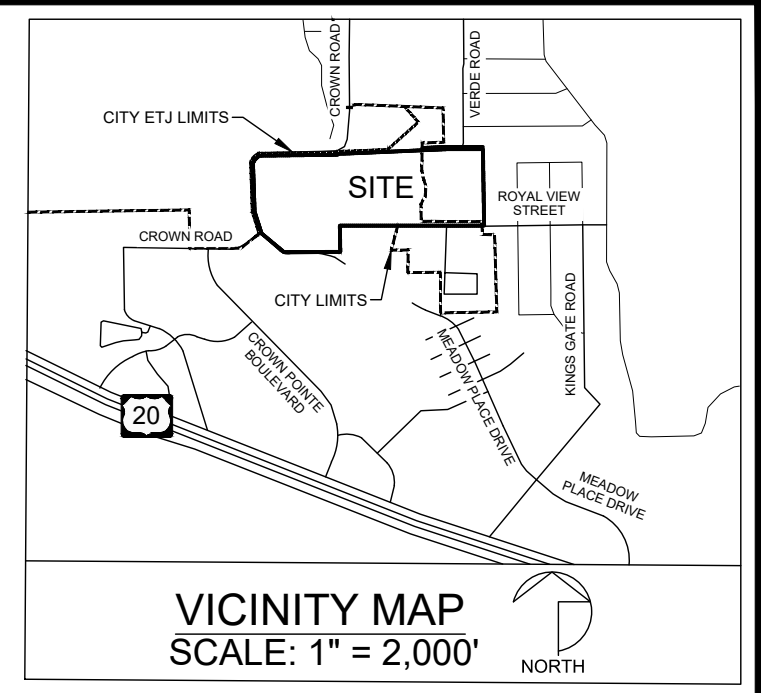 CROWN ROAD
VERDE ROAD
CITY ETJ LIMITS
SITE
ROYAL VIEW
STREET
CROWN ROAD
CITY LIMITS
KINGS GATE ROAD
CROWN POINTE
BOULEVARD
MEADOW PLACE DRIVE
20
MEADOW
PLACE DRIVE
VICINITY MAP
SCALE: 1" = 2,000'
NORTH